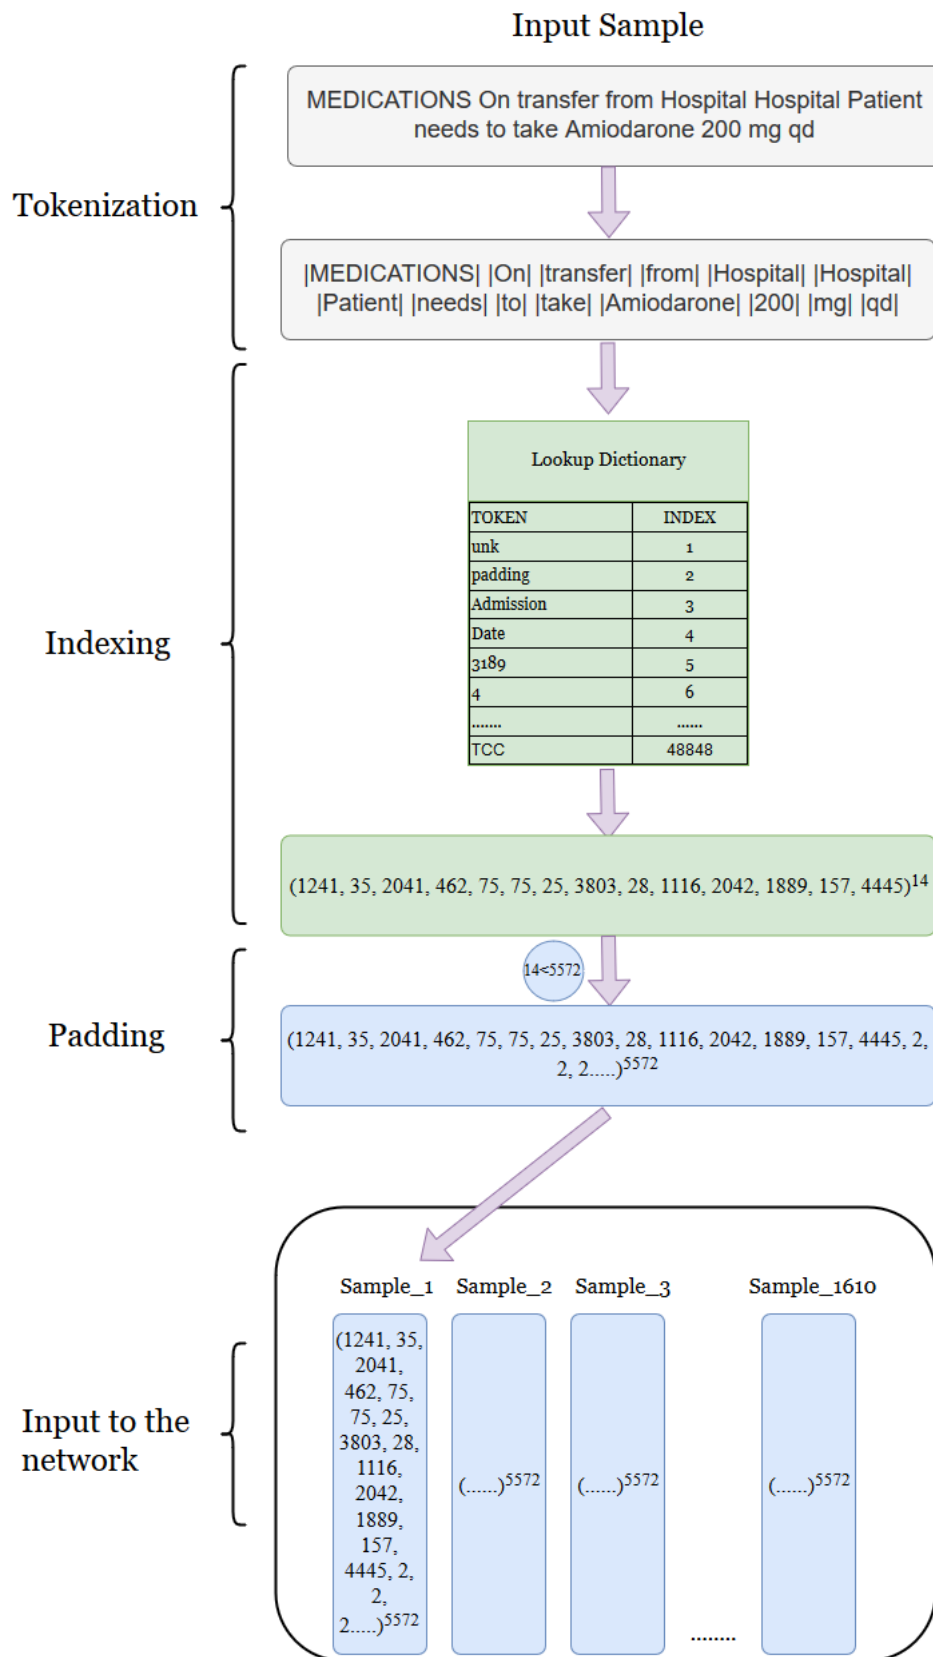 Input Sample
MEDICATIONS On transfer from Hospital Hospital Patient
needs to take Amiodarone 200 mg qd
Tokenization
|MEDICATIONS| |On| |transfer| |from| |Hospital| |Hospital|
|Patient| |needs| |to| |take| |Amiodarone| |200| |mg| |qd|
Indexing
Lookup Dictionary
TOKEN INDEX
unk 1
padding 2
Admission 3
Date 4
3189 5
4 6
....... ......
TCC 48848
(1241, 35, 2041, 462, 75, 75, 25, 3803, 28, 1116, 2042, 1889, 157, 4445)14
14<5572
Padding
(1241, 35, 2041, 462, 75, 75, 25, 3803, 28, 1116, 2042, 1889, 157, 4445, 2,
2, 2.....)5572
Input to the
network
Sample_1 Sample_2 Sample_3 Sample_1610
(1241, 35,
2041,
462, 75,
75, 25,
3803, 28,
1116,
2042,
1889,
157,
4445, 2,
2,
2.....)5572
(......)5572
(......)5572
........
(......)5572